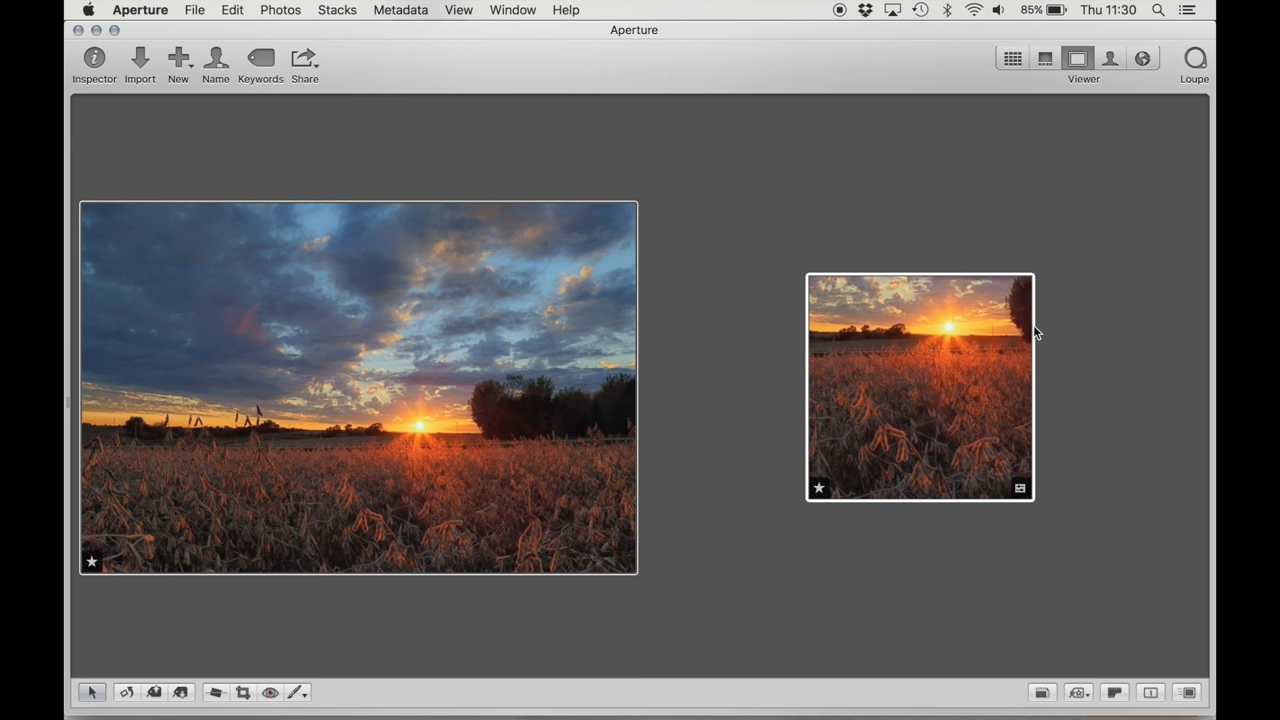 Aperture File Edit Photos Stacks Metadata View Window Help 85% Thu 11:30
Aperture
Inspector Import New Name Keywords Share Viewer Loupe
1